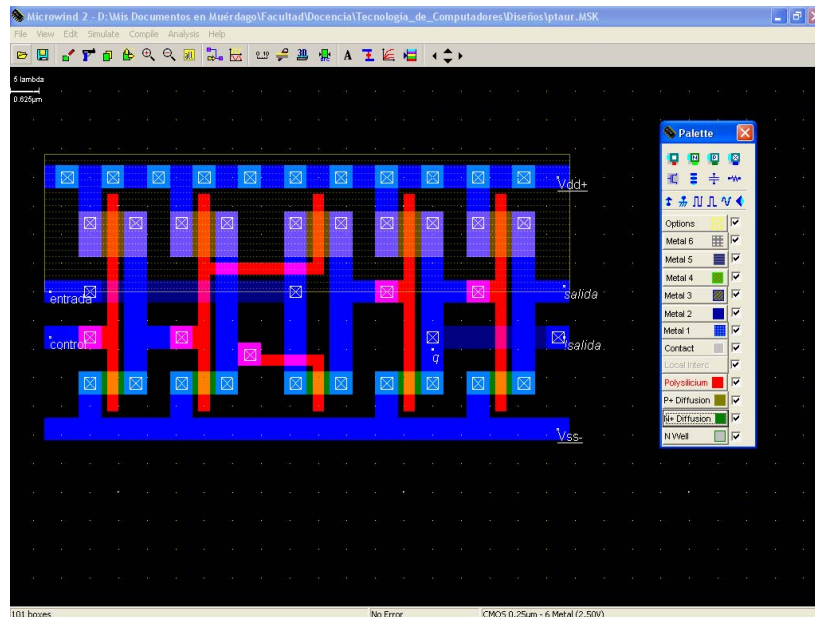 Microwind 2 - D:\Mis Documentos en Muérdago\Facultad\Docencia\Tecnología_de_Computadores\Diseños\ptaur.MSK
File View Edit Simulate Compile Analysis Help
5 lambda
0.625µm
Vdd+
entrada
salida
control
!salida
q
Vss-
Palette
Options
Metal 6
Metal 5
Metal 4
Metal 3
Metal 2
Metal 1
Contact
Local Interc
Polysilicium
P+ Diffusion
N+ Diffusion
N Well
101 boxes
No Error
CMOS 0.25µm - 6 Metal (2.50V)